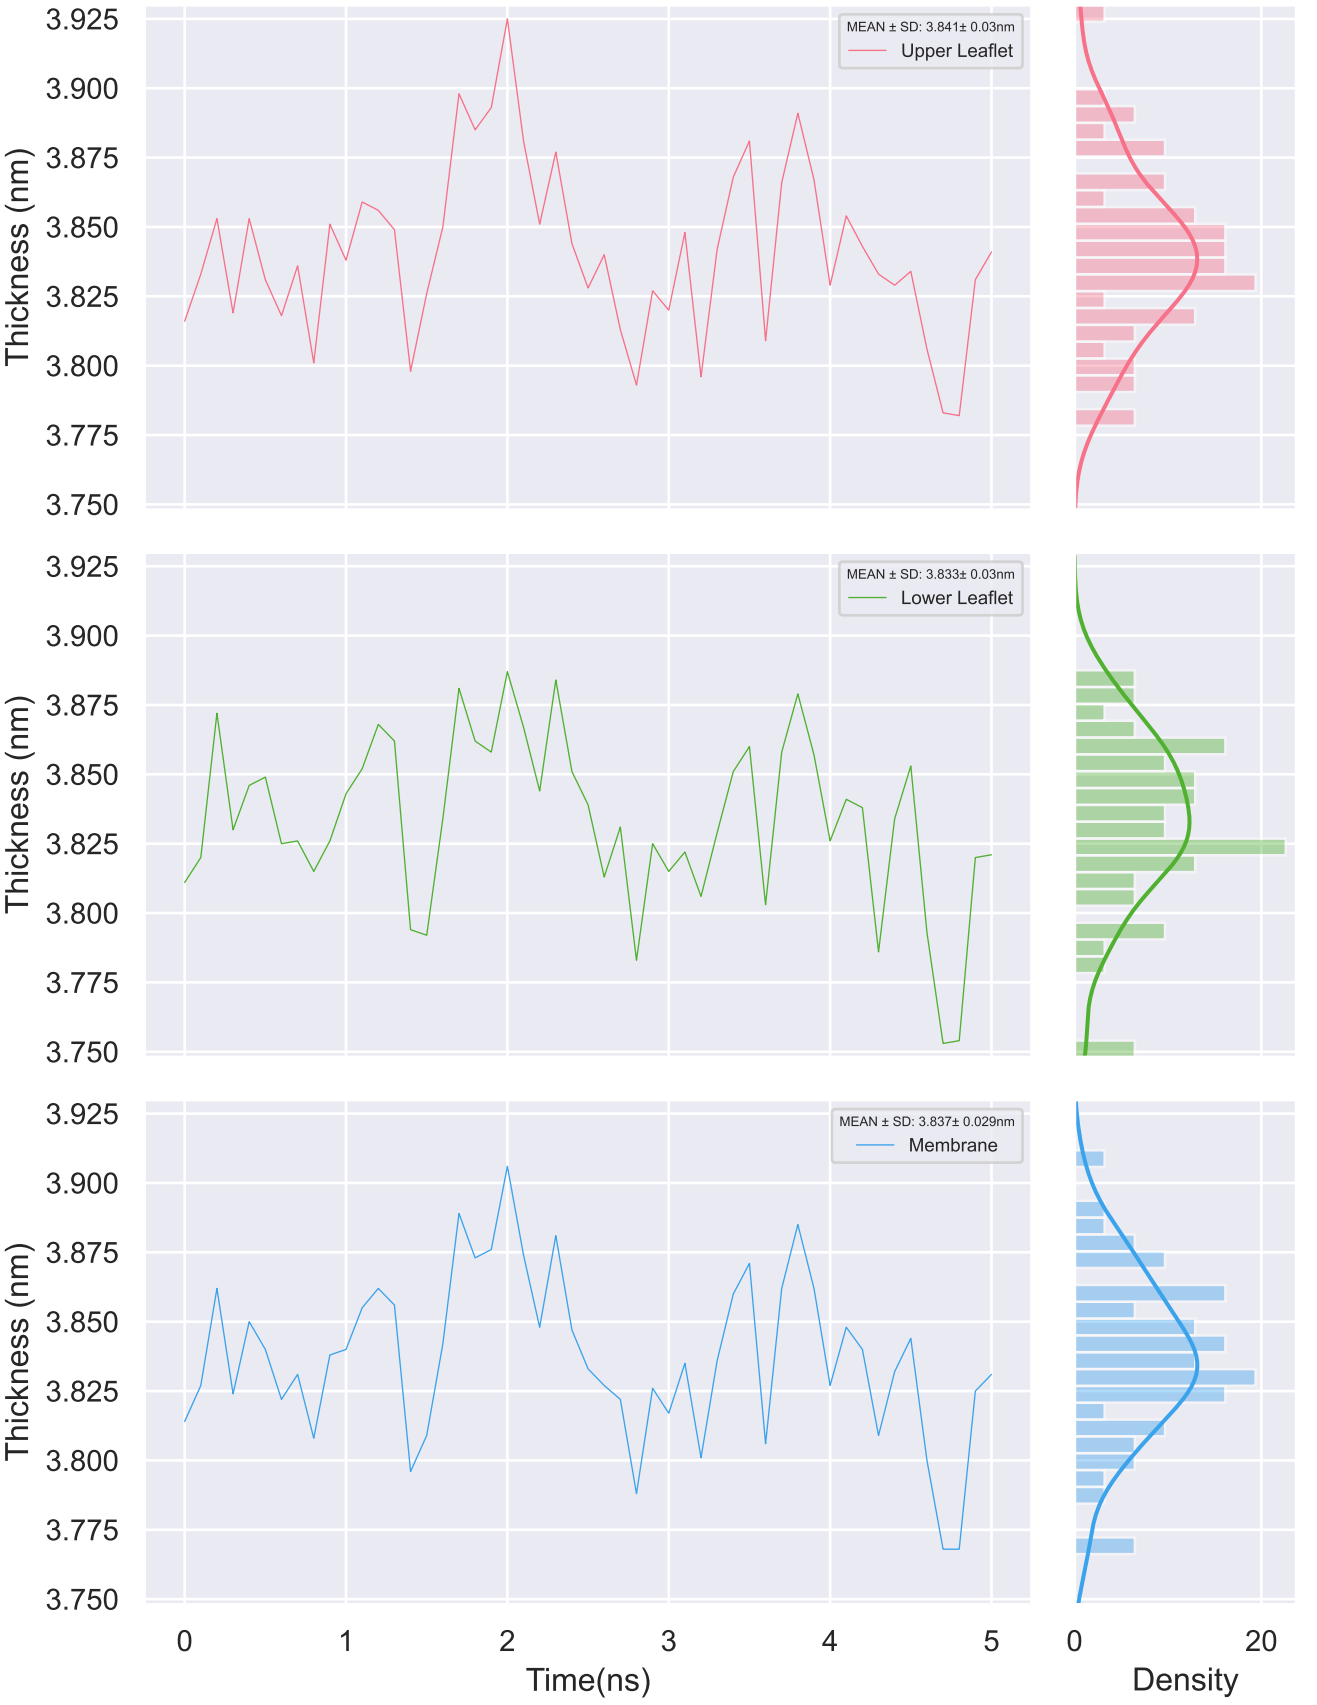 3.925
3.900
3.875
3.850
3.825
3.800
3.775
3.750
Thickness (nm)
MEAN ± SD: 3.841± 0.03nm
Upper Leaflet
3.925
3.900
3.875
3.850
3.825
3.800
3.775
3.750
Thickness (nm)
MEAN ± SD: 3.833± 0.03nm
Lower Leaflet
3.925
3.900
3.875
3.850
3.825
3.800
3.775
3.750
Thickness (nm)
MEAN ± SD: 3.837± 0.029nm
Membrane
0 1 2 3 4 5
Time(ns)
0 20
Density